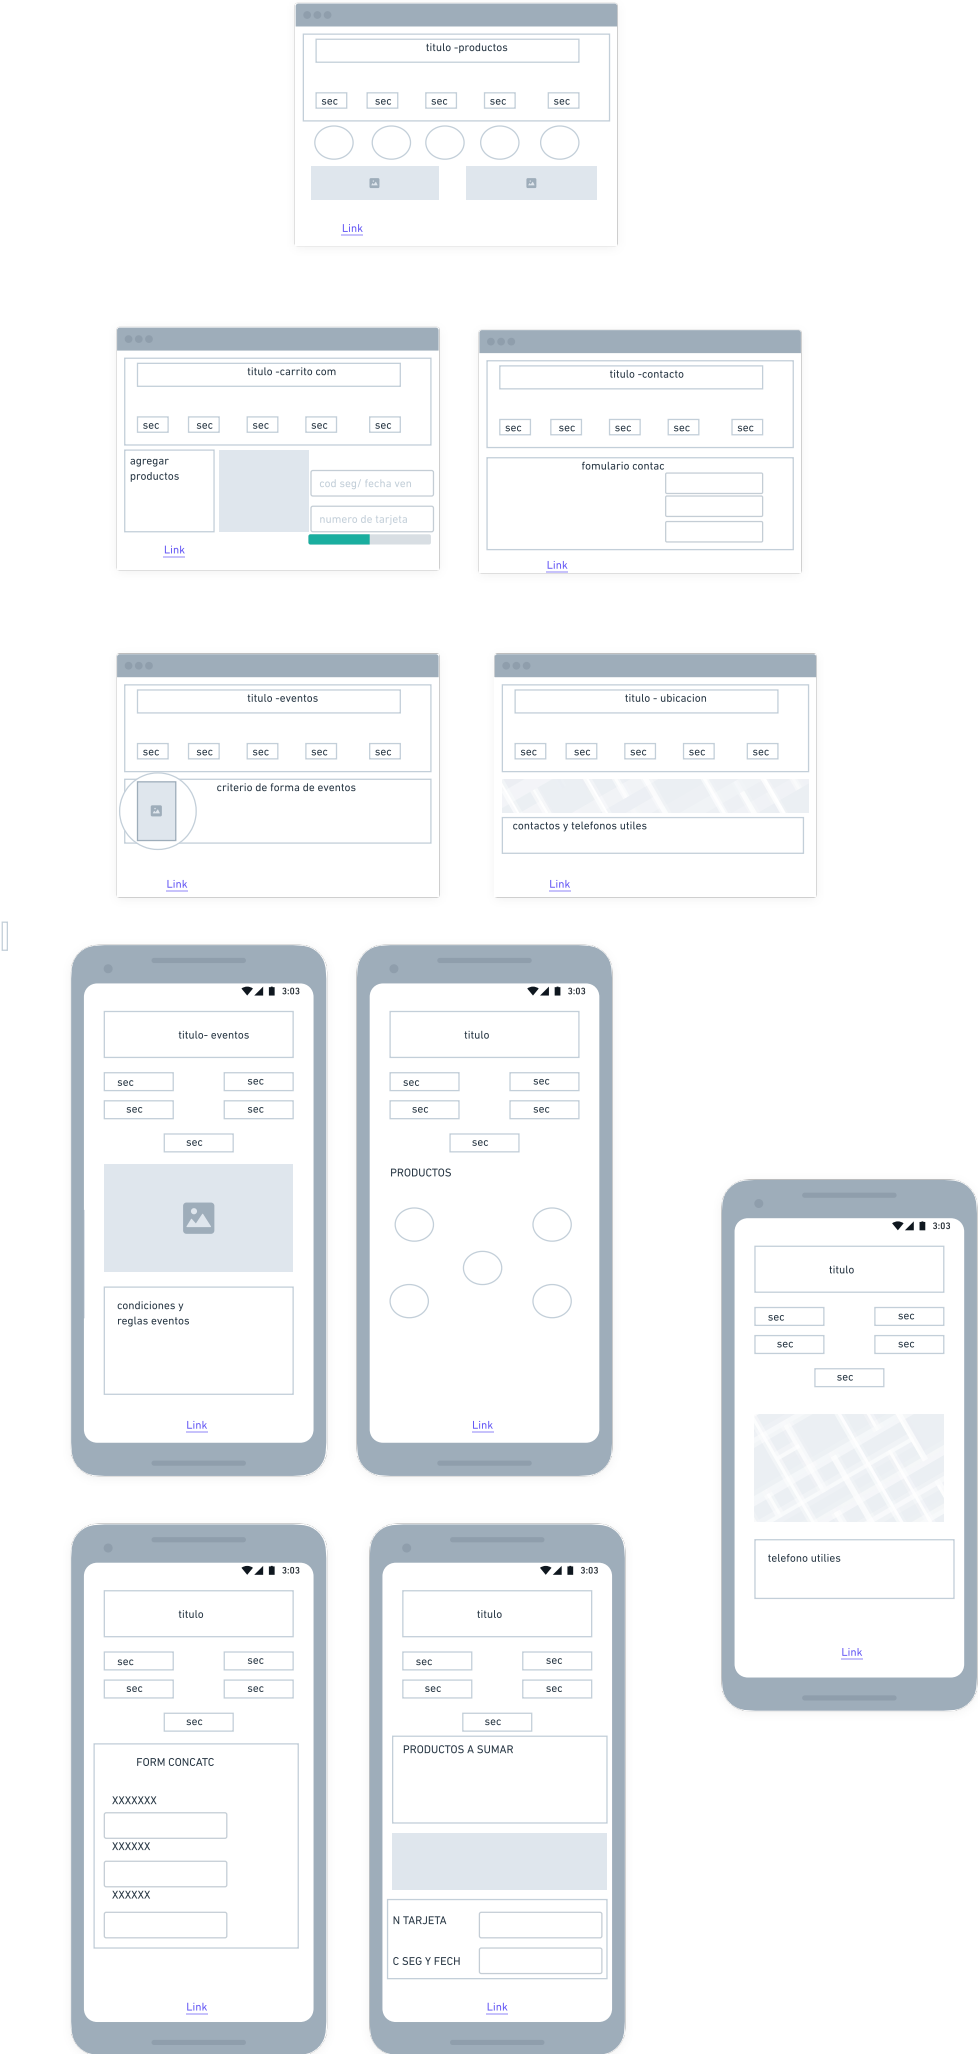 titulo -productos
sec sec sec sec sec
Link
titulo -carrito com
sec sec sec sec sec
agregar
productos
cod seg/ fecha ven
numero de tarjeta
Link
titulo -contacto
sec sec sec sec sec
fomulario contac
Link
titulo -eventos
sec sec sec sec sec
criterio de forma de eventos
Link
titulo - ubicacion
sec sec sec sec sec
contactos y telefonos utiles
Link
3:03
titulo- eventos
sec sec
sec sec
sec
condiciones y
reglas eventos
Link
3:03
titulo
sec sec
sec sec
sec
PRODUCTOS
Link
3:03
titulo
sec sec
sec sec
sec
telefono utilies
Link
3:03
titulo
sec sec
sec sec
sec
FORM CONCATC
XXXXXXX
XXXXXX
XXXXXX
Link
3:03
titulo
sec sec
sec sec
sec
PRODUCTOS A SUMAR
N TARJETA
C SEG Y FECH
Link